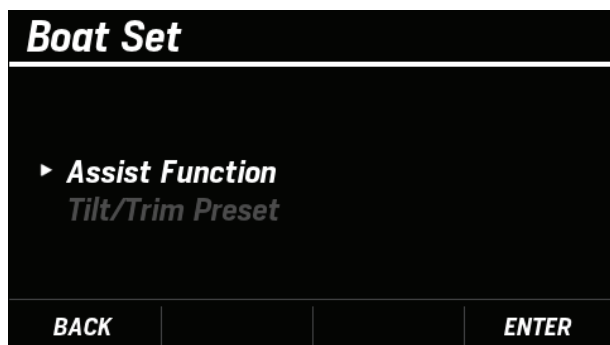 Boat Set
Assist Function
Tilt/Trim Preset
BACK
ENTER